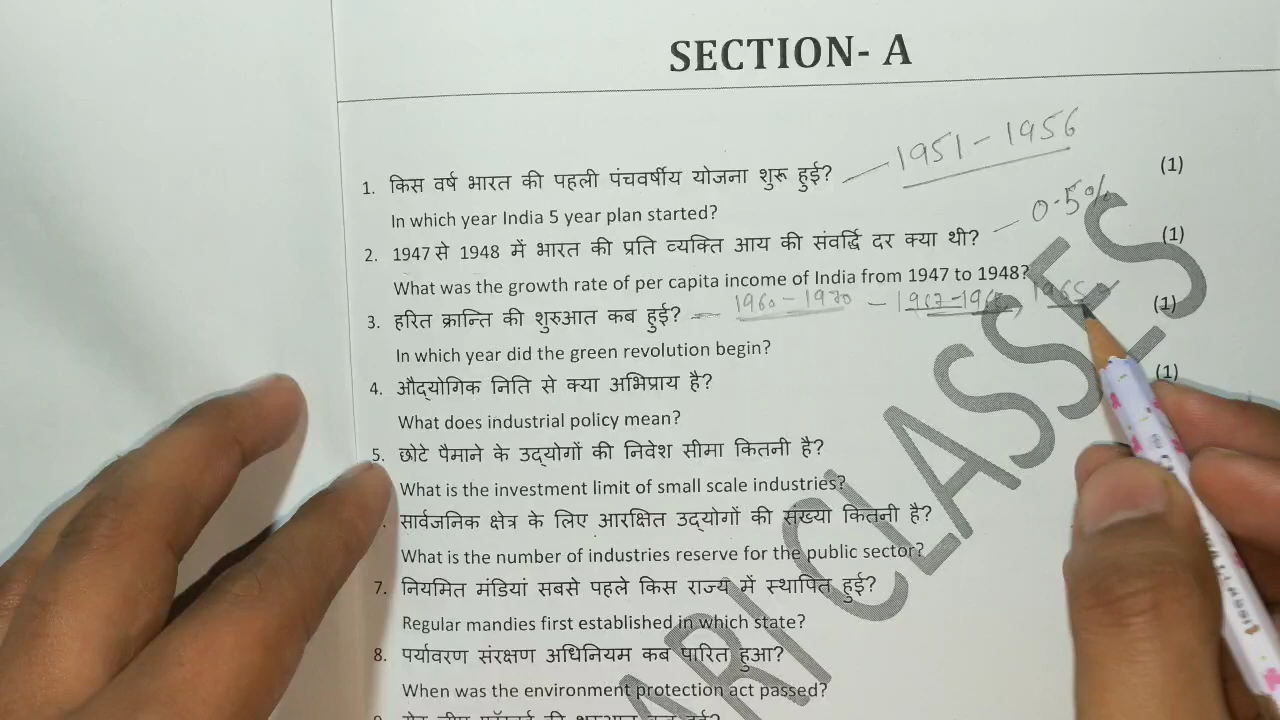 SECTION- A
1951-1956
1. किस वर्ष भारत की पहली पंचवर्षीय योजना शुरू हुई? (1)
In which year India 5 year plan started?
0.5%
2. 1947 से 1948 में भारत की प्रति व्यक्ति आय की संवर्द्धि दर क्या थी? (1)
What was the growth rate of per capita income of India from 1947 to 1948?
3. हरित क्रान्ति की शुरुआत कब हुई? 1960-1970 (1)
In which year did the green revolution begin?
4. औद्योगिक निति से क्या अभिप्राय है? (1)
What does industrial policy mean?
5. छोटे पैमाने के उद्योगों की निवेश सीमा कितनी है?
What is the investment limit of small scale industries?
सार्वजनिक क्षेत्र के लिए आरक्षित उद्योगों की संख्या कितनी है?
What is the number of industries reserve for the public sector?
7. नियमित मंडियां सबसे पहले किस राज्य में स्थापित हुई?
Regular mandies first established in which state?
8. पर्यावरण संरक्षण अधिनियम कब पारित हुआ?
When was the environment protection act passed?
ARI CLASSES